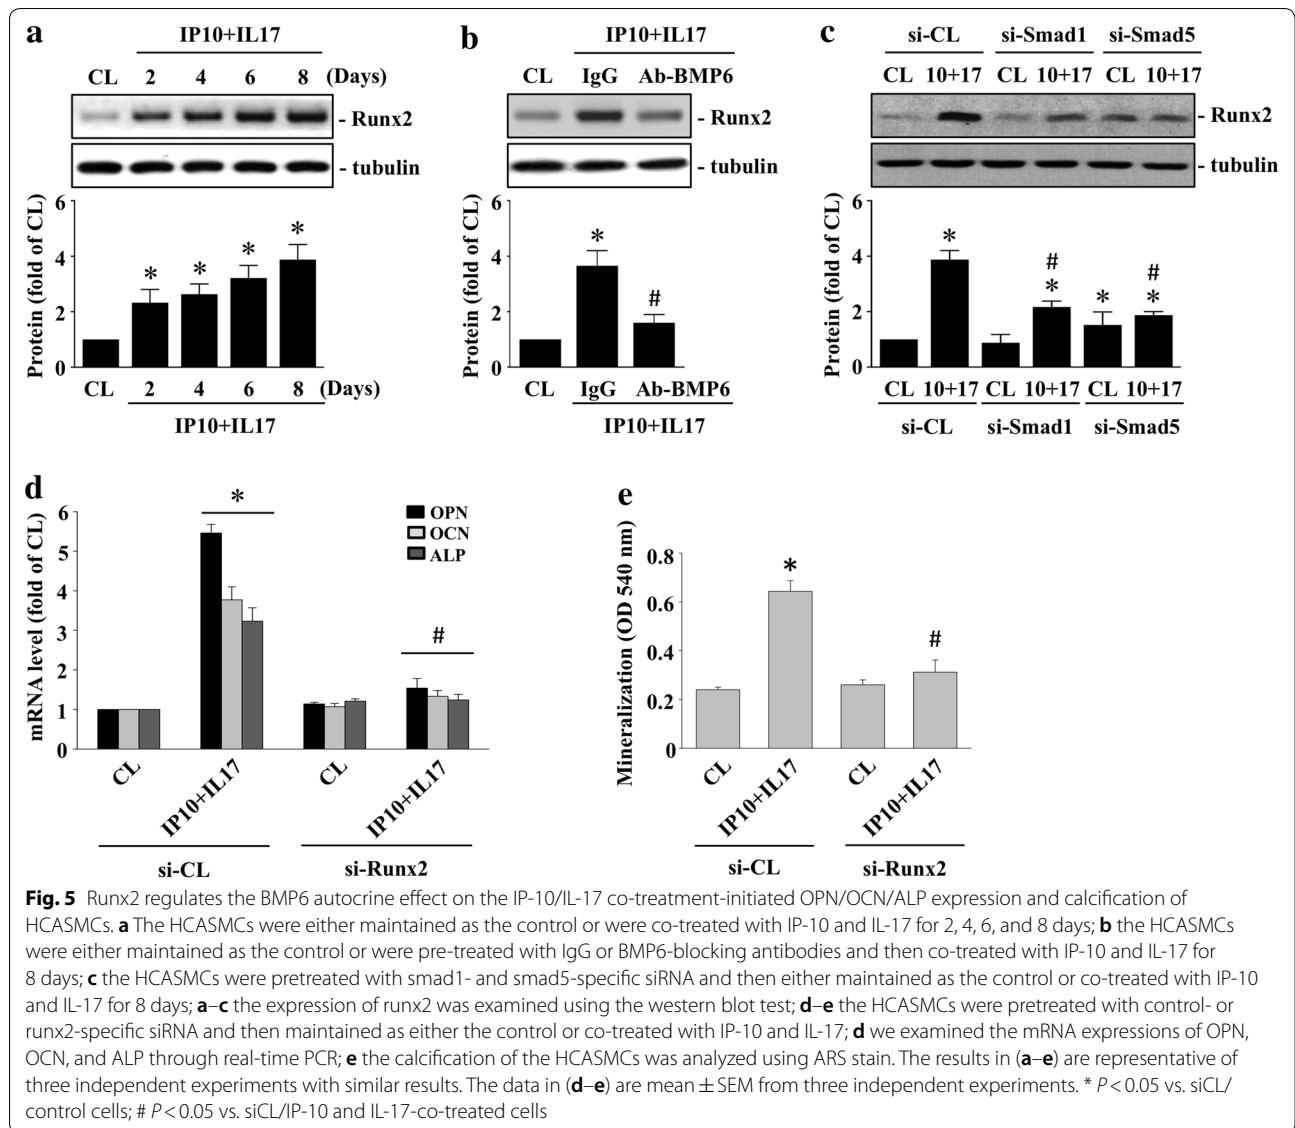 a
IP10+IL17
CL 2 4 6 8 (Days)
- Runx2
- tubulin
Protein (fold of CL)
6
4
2
0
* * * *
CL 2 4 6 8 (Days)
IP10+IL17
b
IP10+IL17
CL IgG Ab-BMP6
- Runx2
- tubulin
Protein (fold of CL)
6
4
2
0
* #
CL IgG Ab-BMP6
IP10+IL17
c
si-CL si-Smad1 si-Smad5
CL 10+17 CL 10+17 CL 10+17
- Runx2
- tubulin
Protein (fold of CL)
6
4
2
0
* # * * # *
CL 10+17 CL 10+17 CL 10+17
si-CL si-Smad1 si-Smad5
d
mRNA level (fold of CL)
6
5
4
3
2
1
0
*
#
OPN
OCN
ALP
CL IP10+IL17 CL IP10+IL17
si-CL si-Runx2
e
Mineralization (OD 540 nm)
0.8
0.6
0.4
0.2
0
* #
CL IP10+IL17 CL IP10+IL17
si-CL si-Runx2
Fig. 5 Runx2 regulates the BMP6 autocrine effect on the IP-10/IL-17 co-treatment-initiated OPN/OCN/ALP expression and calcification of
HCASMCs. a The HCASMCs were either maintained as the control or were co-treated with IP-10 and IL-17 for 2, 4, 6, and 8 days; b the HCASMCs
were either maintained as the control or were pre-treated with IgG or BMP6-blocking antibodies and then co-treated with IP-10 and IL-17 for
8 days; c the HCASMCs were pretreated with smad1- and smad5-specific siRNA and then either maintained as the control or co-treated with IP-10
and IL-17 for 8 days; a–c the expression of runx2 was examined using the western blot test; d–e the HCASMCs were pretreated with control- or
runx2-specific siRNA and then maintained as either the control or co-treated with IP-10 and IL-17; d we examined the mRNA expressions of OPN,
OCN, and ALP through real-time PCR; e the calcification of the HCASMCs was analyzed using ARS stain. The results in (a–e) are representative of
three independent experiments with similar results. The data in (d–e) are mean ± SEM from three independent experiments. * P < 0.05 vs. siCL/
control cells; # P < 0.05 vs. siCL/IP-10 and IL-17-co-treated cells